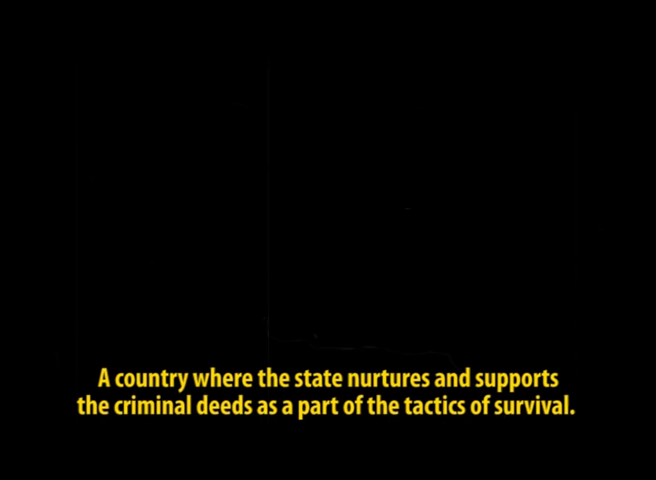 A country where the state nurtures and supports
the criminal deeds as a part of the tactics of survival.